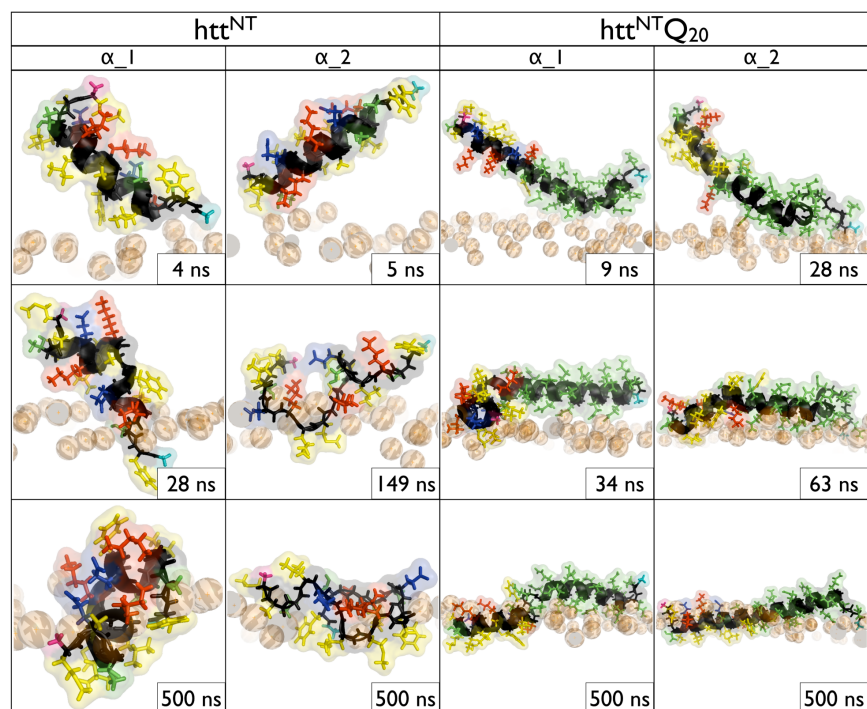 htt^NT htt^NTQ₂₀
α_1 α_2 α_1 α_2
4 ns 5 ns 9 ns 28 ns
28 ns 149 ns 34 ns 63 ns
500 ns 500 ns 500 ns 500 ns